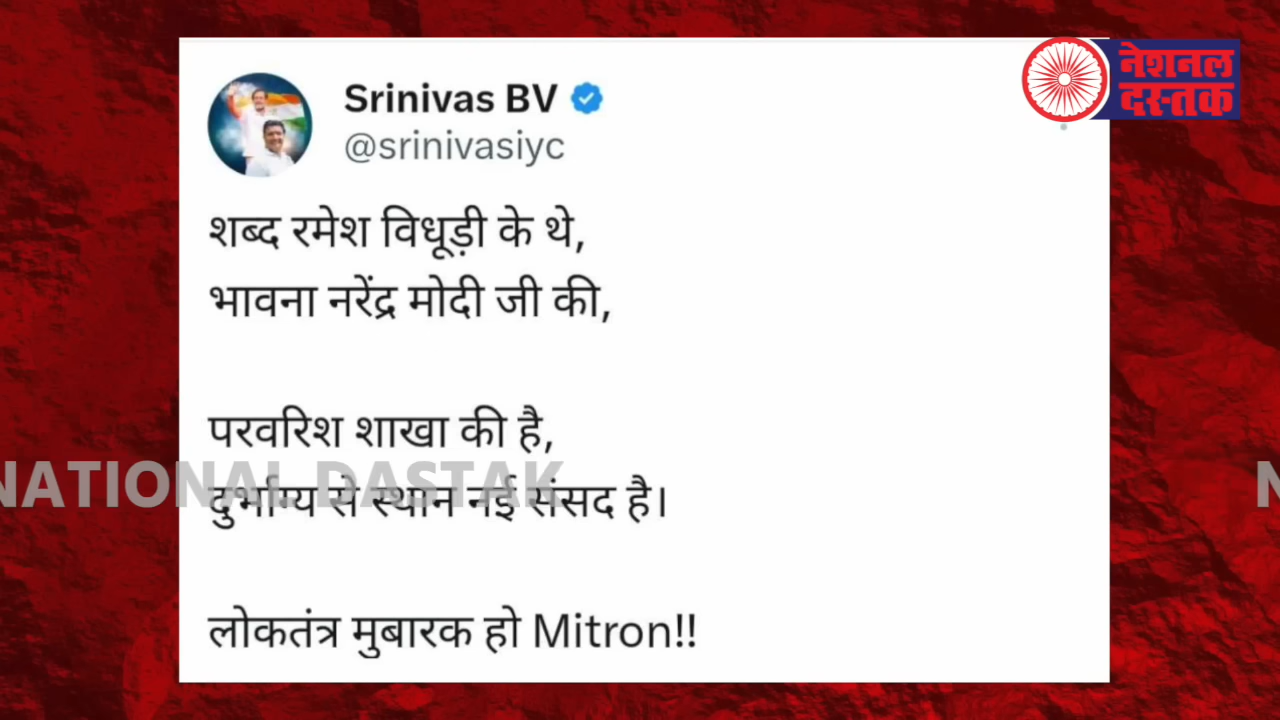 नेशनल
दस्तक
Srinivas BV
@srinivasiyc
शब्द रमेश विधूड़ी के थे,
भावना नरेंद्र मोदी जी की,
परवरिश शाखा की है,
दुर्भाग्य से स्थान नई संसद है।
NATIONAL DASTAK
N
लोकतंत्र मुबारक हो Mitron!!